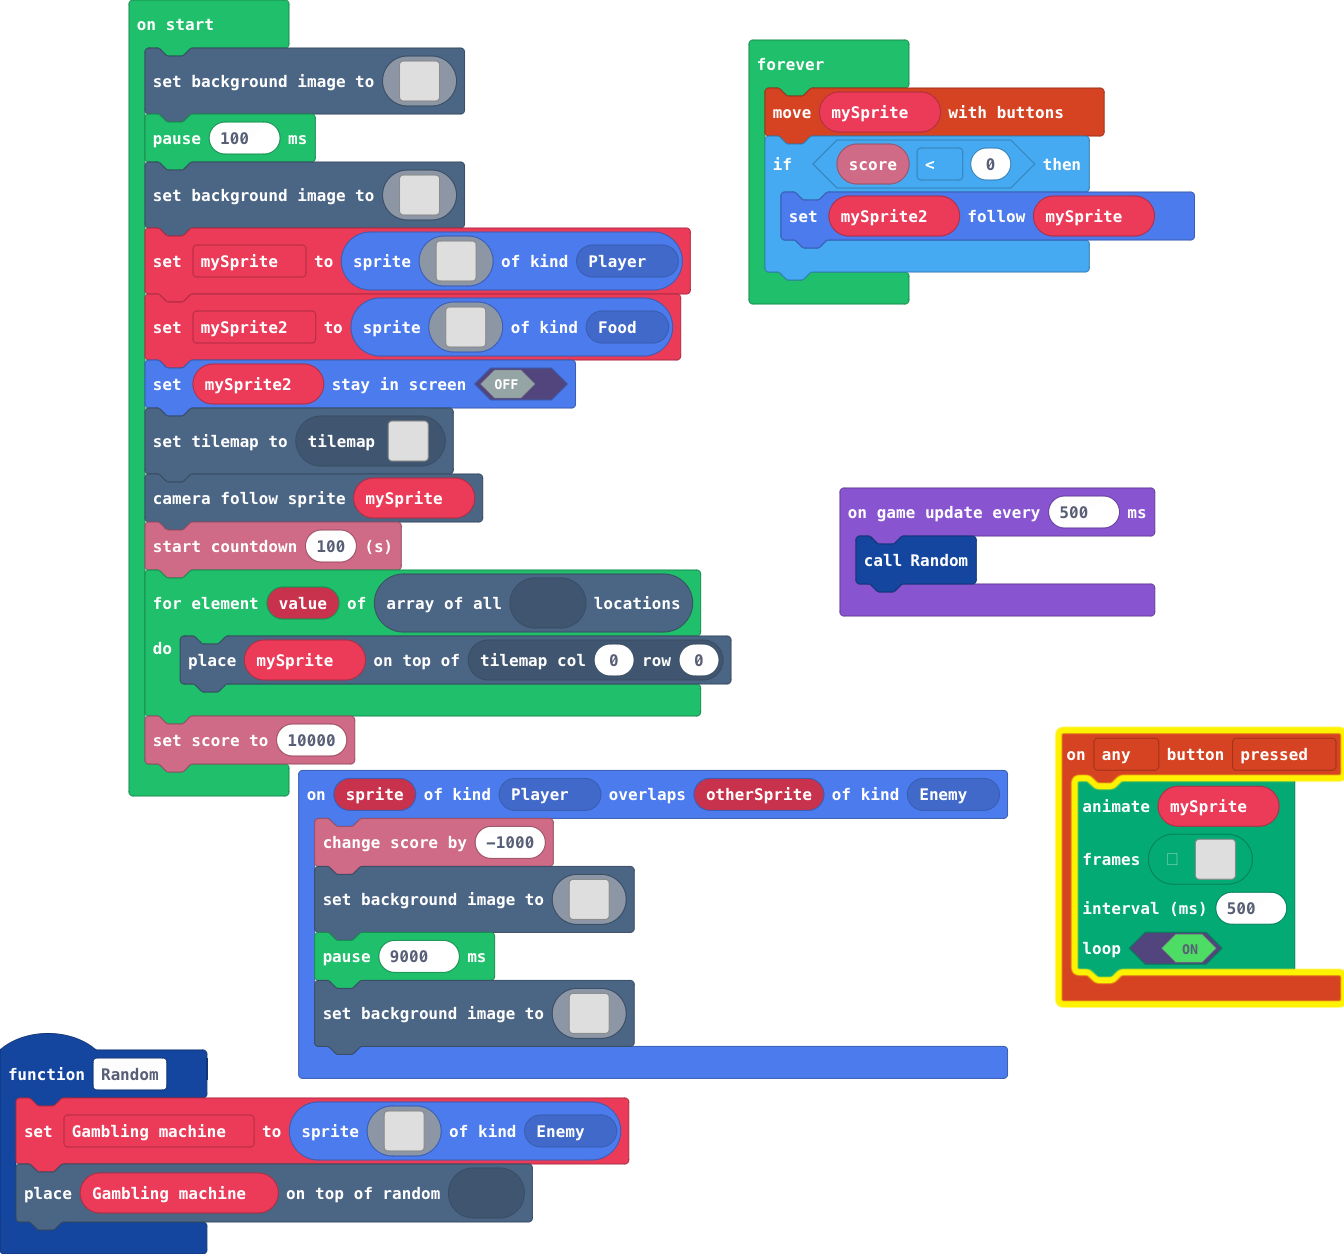 on start
set background image to
pause 100 ms
set background image to
set mySprite to sprite of kind Player
set mySprite2 to sprite of kind Food
set mySprite2 stay in screen OFF
set tilemap to tilemap
camera follow sprite mySprite
start countdown 100 (s)
for element value of array of all locations
do
place mySprite on top of tilemap col 0 row 0
set score to 10000
forever
move mySprite with buttons
if score < 0 then
set mySprite2 follow mySprite
on game update every 500 ms
call Random
on any button pressed
animate mySprite
frames
interval (ms) 500
loop ON
on sprite of kind Player overlaps otherSprite of kind Enemy
change score by -1000
set background image to
pause 9000 ms
set background image to
function Random
set Gambling machine to sprite of kind Enemy
place Gambling machine on top of random